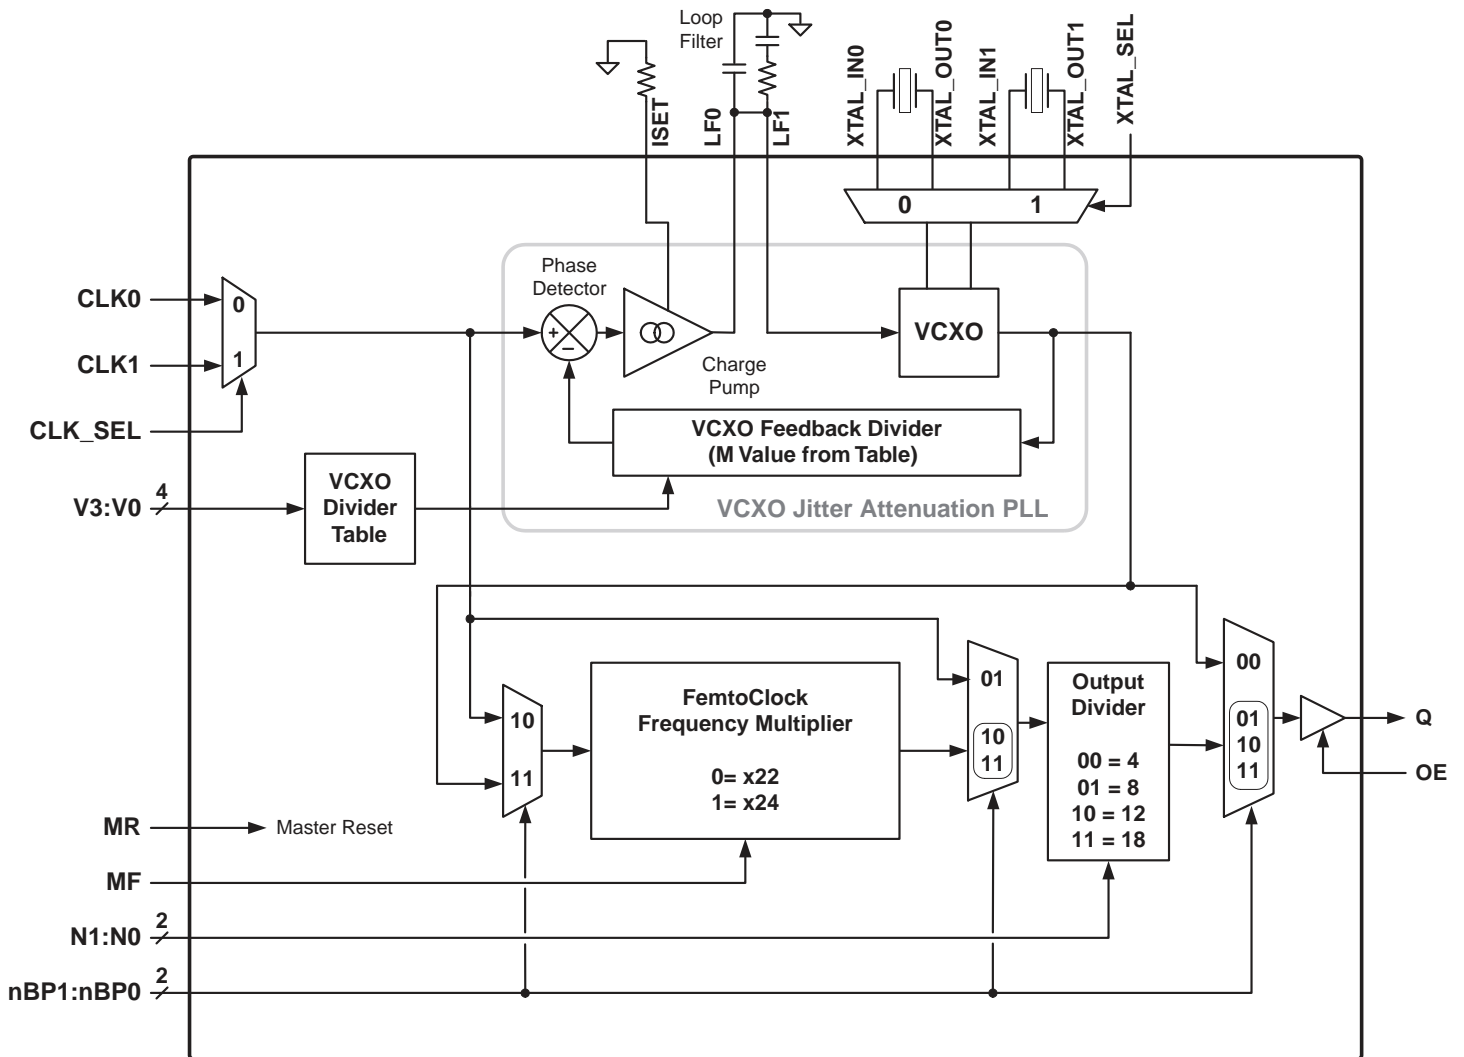 Loop
Filter
ISET
LF0
LF1
XTAL_IN0
XTAL_OUT0
XTAL_IN1
XTAL_OUT1
XTAL_SEL
0
1
CLK0
CLK1
CLK_SEL
0
1
Phase
Detector
+
–
Charge
Pump
VCXO
VCXO Feedback Divider
(M Value from Table)
VCXO Jitter Attenuation PLL
V3:V0
4
VCXO
Divider
Table
10
11
FemtoClock
Frequency Multiplier
0= x22
1= x24
01
10
11
Output
Divider
00 = 4
01 = 8
10 = 12
11 = 18
00
01
10
11
Q
OE
MR
Master Reset
MF
N1:N0
2
nBP1:nBP0
2